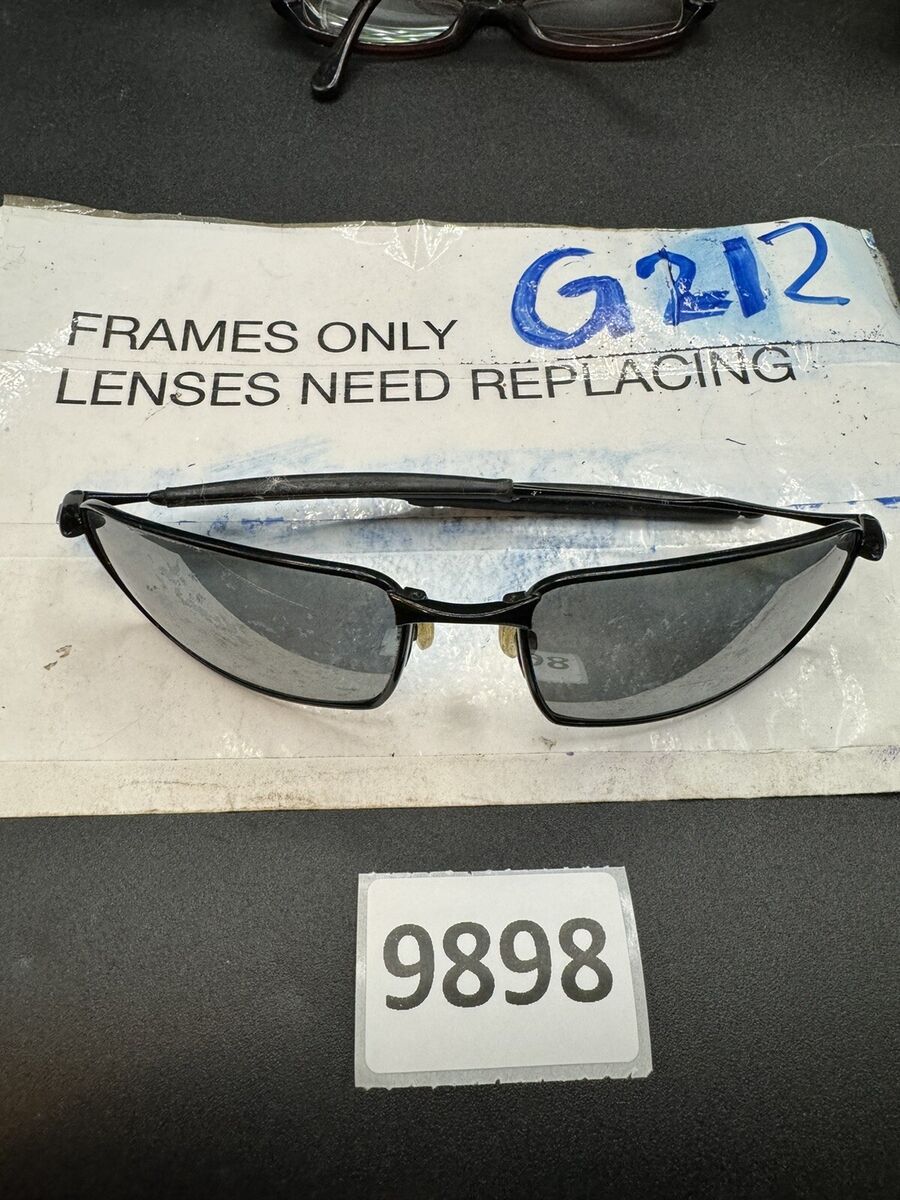 G212
FRAMES ONLY
LENSES NEED REPLACING
9898